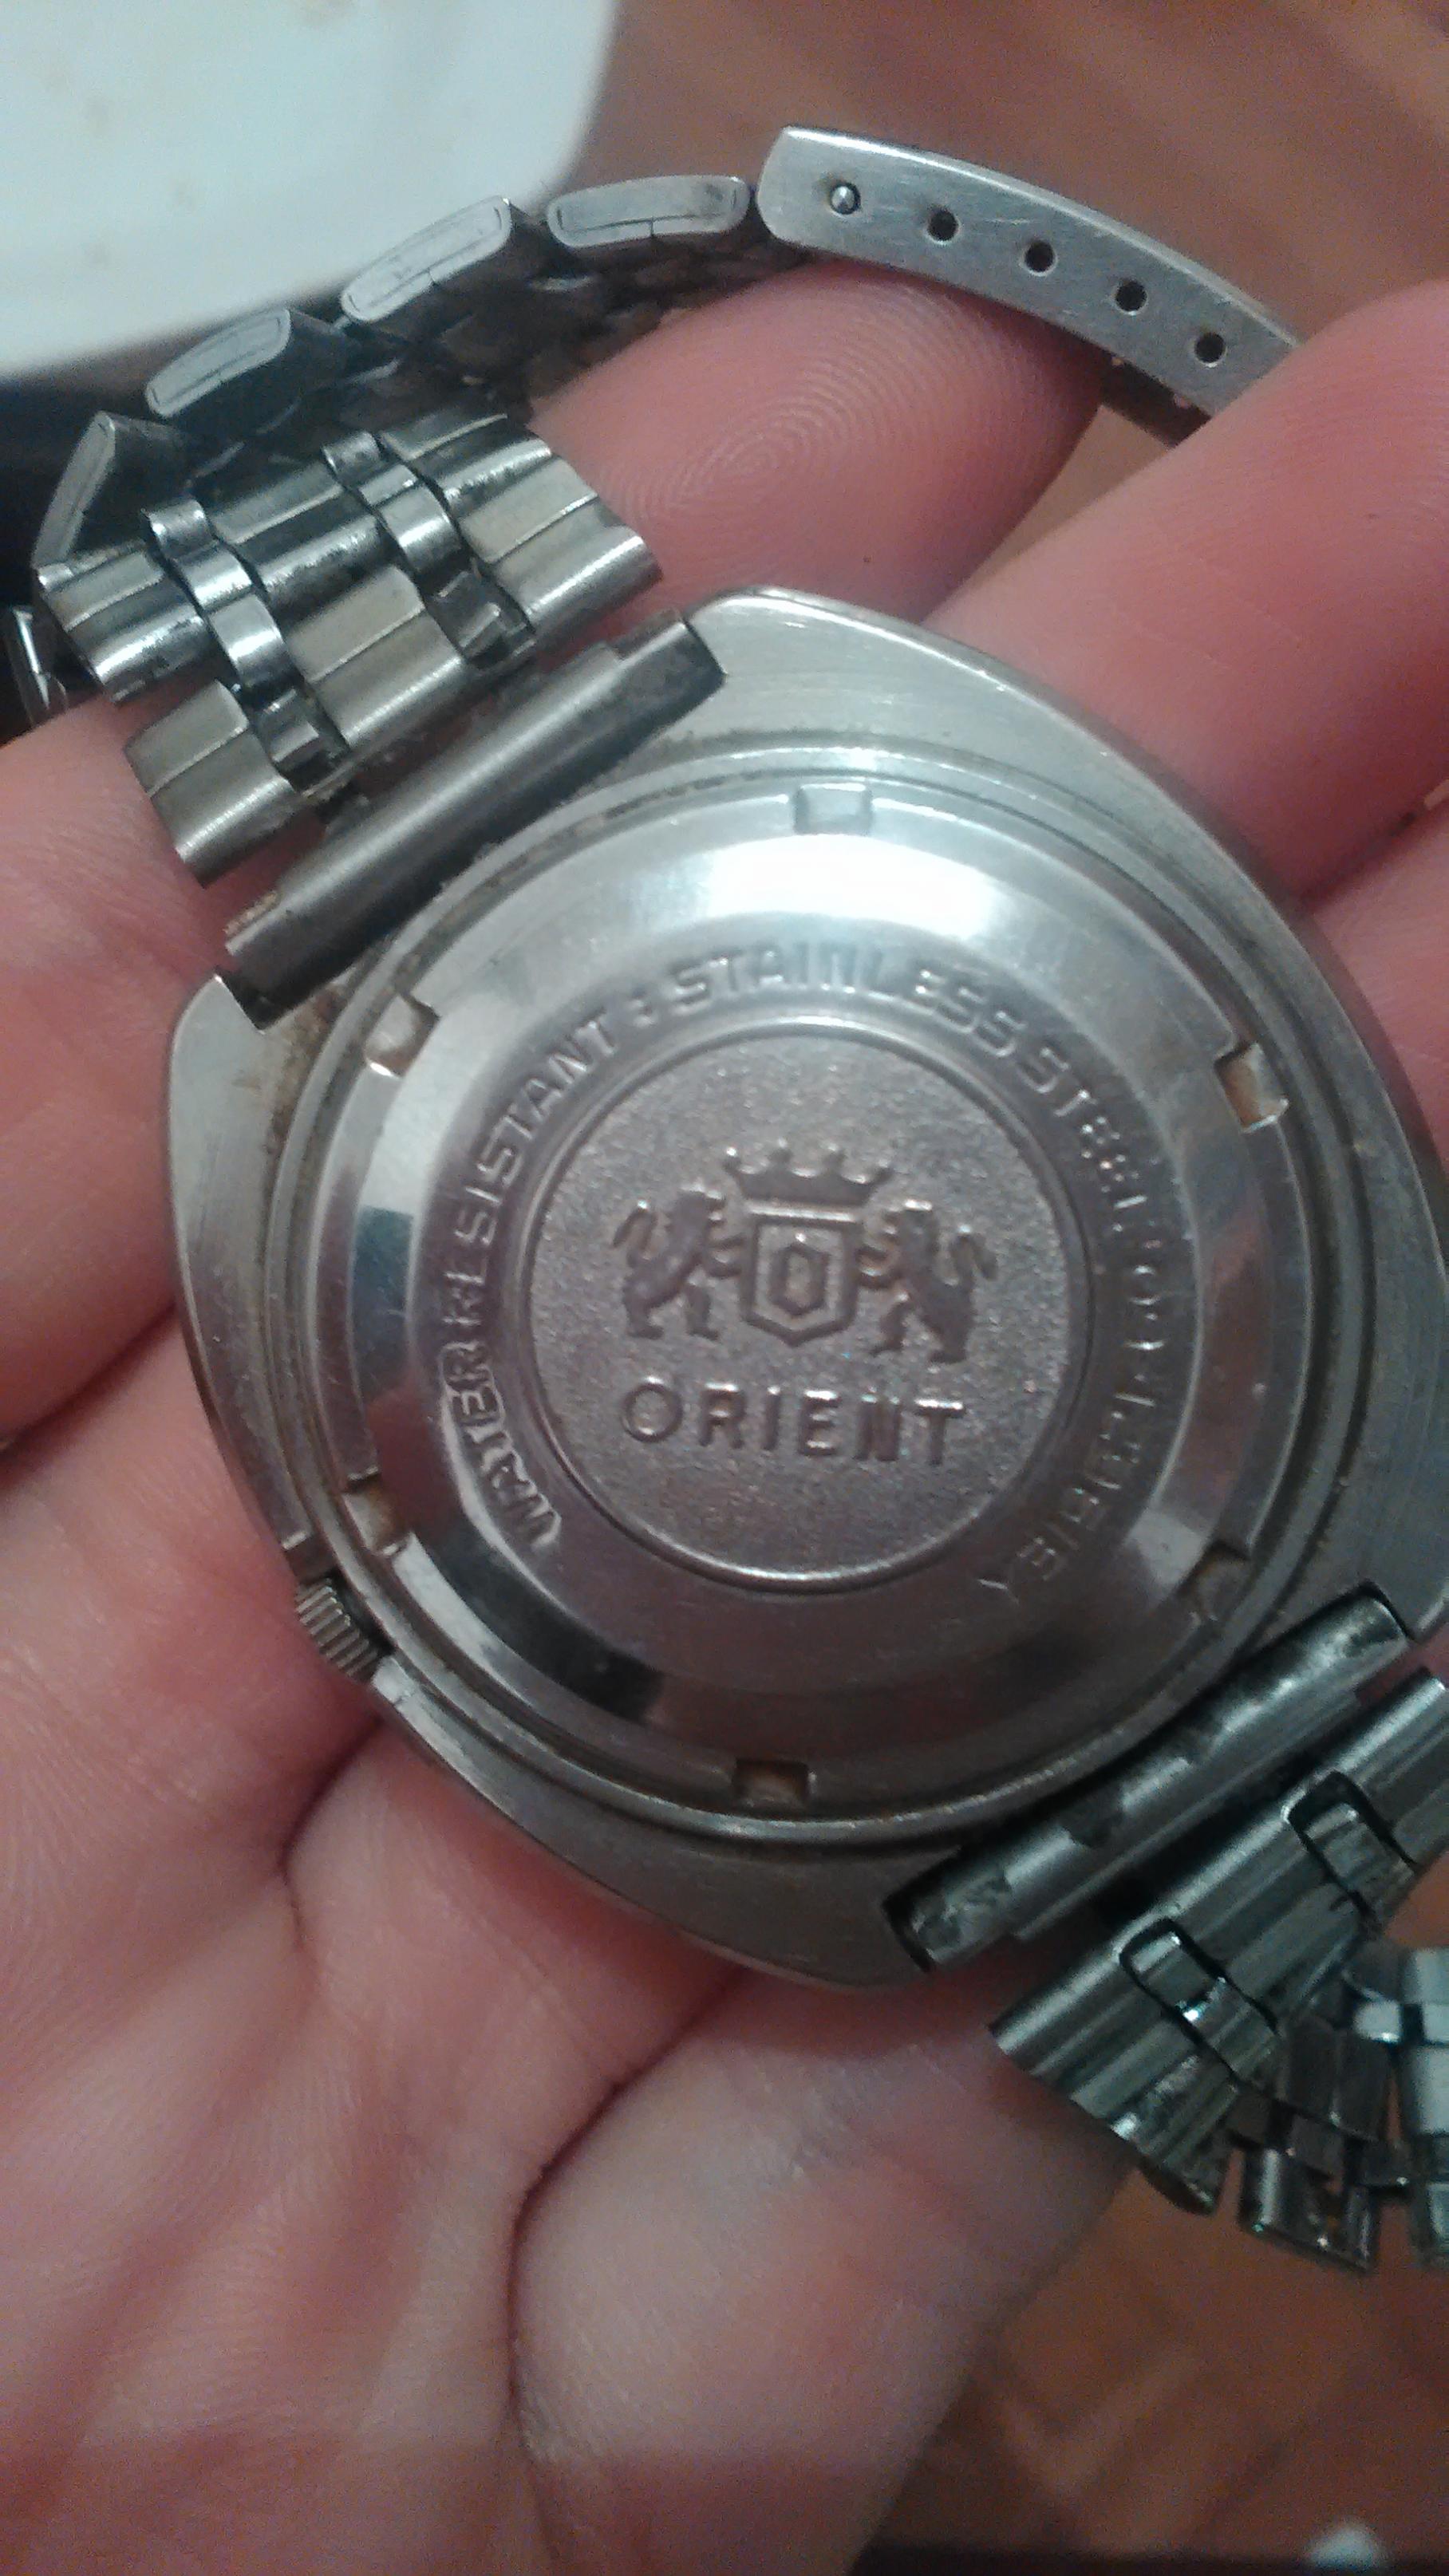 WATER RESISTANT : STAINLESS STEEL
O
ORIENT